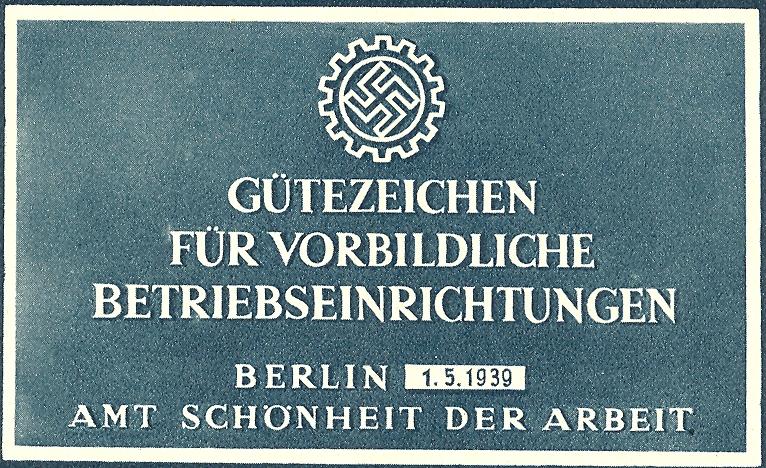 GÜTEZEICHEN
FÜR VORBILDLICHE
BETRIEBSEINRICHTUNGEN
BERLIN 1.5.1939
AMT SCHÖNHEIT DER ARBEIT